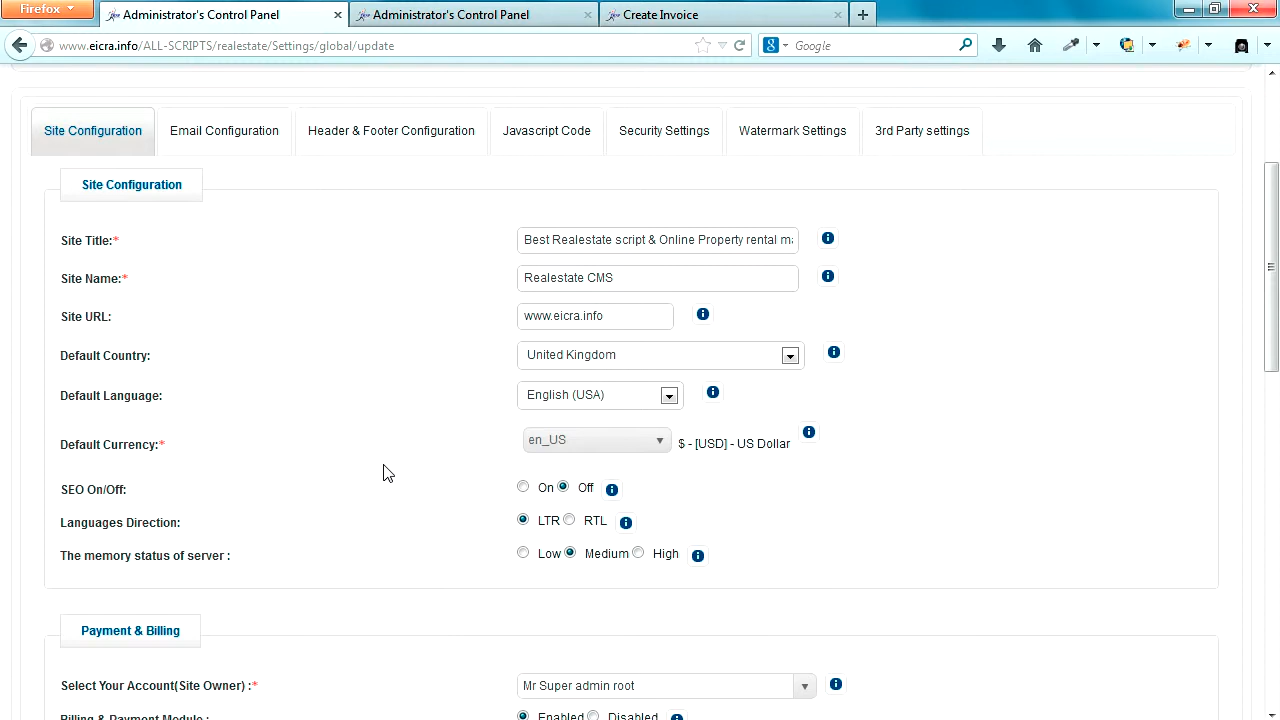 Firefox
Administrator's Control Panel
Administrator's Control Panel
Create Invoice
www.eicra.info/ALL-SCRIPTS/realestate/Settings/global/update
Google
Site Configuration
Email Configuration
Header & Footer Configuration
Javascript Code
Security Settings
Watermark Settings
3rd Party settings
Site Configuration
Site Title:*
Best Realestate script & Online Property rental ma
Site Name:*
Realestate CMS
Site URL:
www.eicra.info
Default Country:
United Kingdom
Default Language:
English (USA)
Default Currency:*
en_US
$ - [USD] - US Dollar
SEO On/Off:
On Off
Languages Direction:
LTR RTL
The memory status of server :
Low Medium High
Payment & Billing
Select Your Account(Site Owner) :*
Mr Super admin root
Billing & Payment Module :
Enabled Disabled